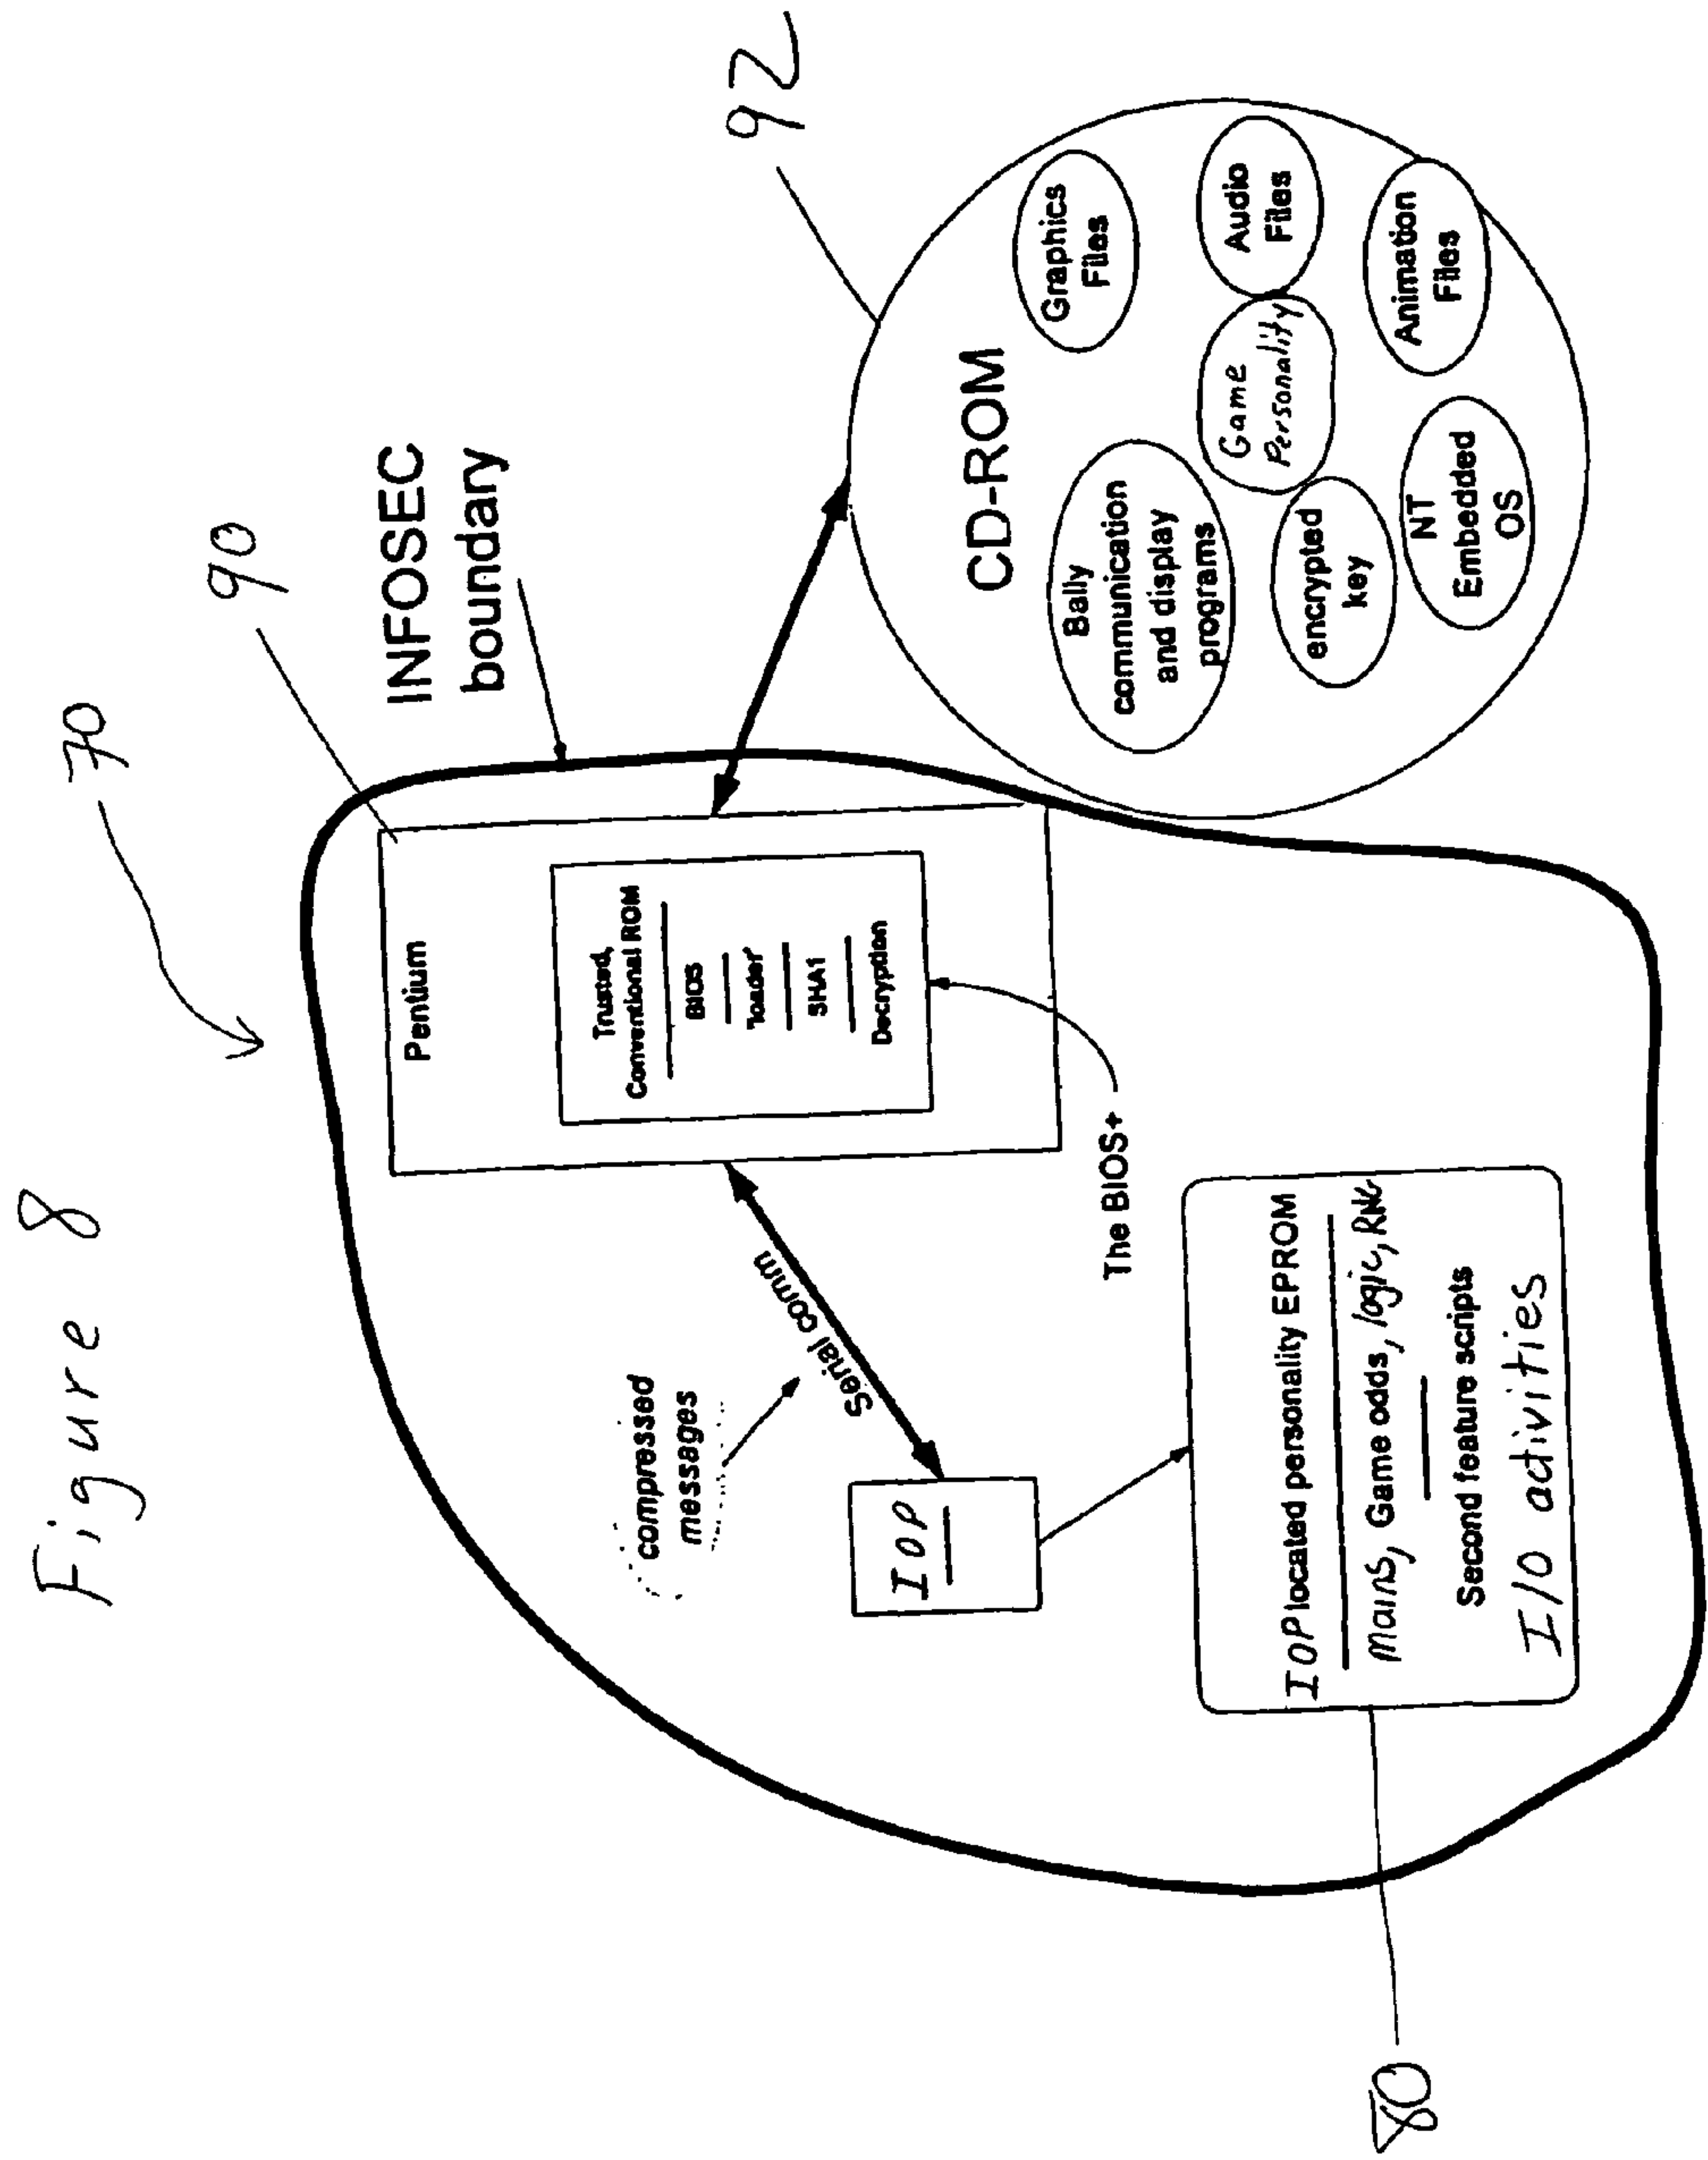 Figure 8
70
90
92
80
INFOSEC
boundary
Pentium
Trusted,
Conventional ROM
BIOS
loader
SHA1
Decryption
The BIOS+
compressed
messages
Serial comm
IOP
IOP located personality EPROM
Mains, Game odds, logic, RNG
Second feature scripts
I/O activities
CD-ROM
Bally
communication
and display
programs
Graphics
Files
Game
Personality
Audio
Files
encrypted
key
Animation
Files
NT
Embedded
OS